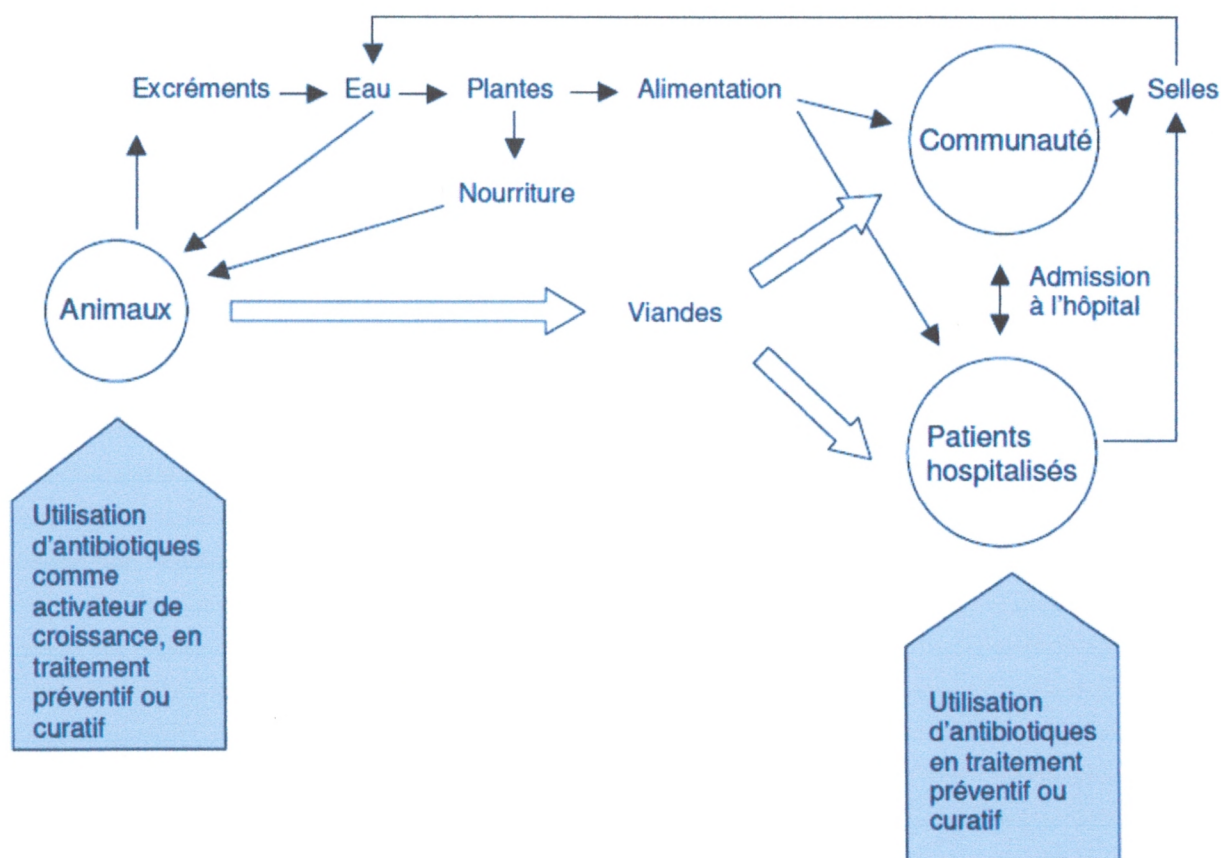 Excréments
Eau
Plantes
Alimentation
Selles
Communauté
Nourriture
Animaux
Viandes
Admission
à l'hôpital
Patients
hospitalisés
Utilisation
d'antibiotiques
comme
activateur de
croissance, en
traitement
préventif ou
curatif
Utilisation
d'antibiotiques
en traitement
préventif ou
curatif